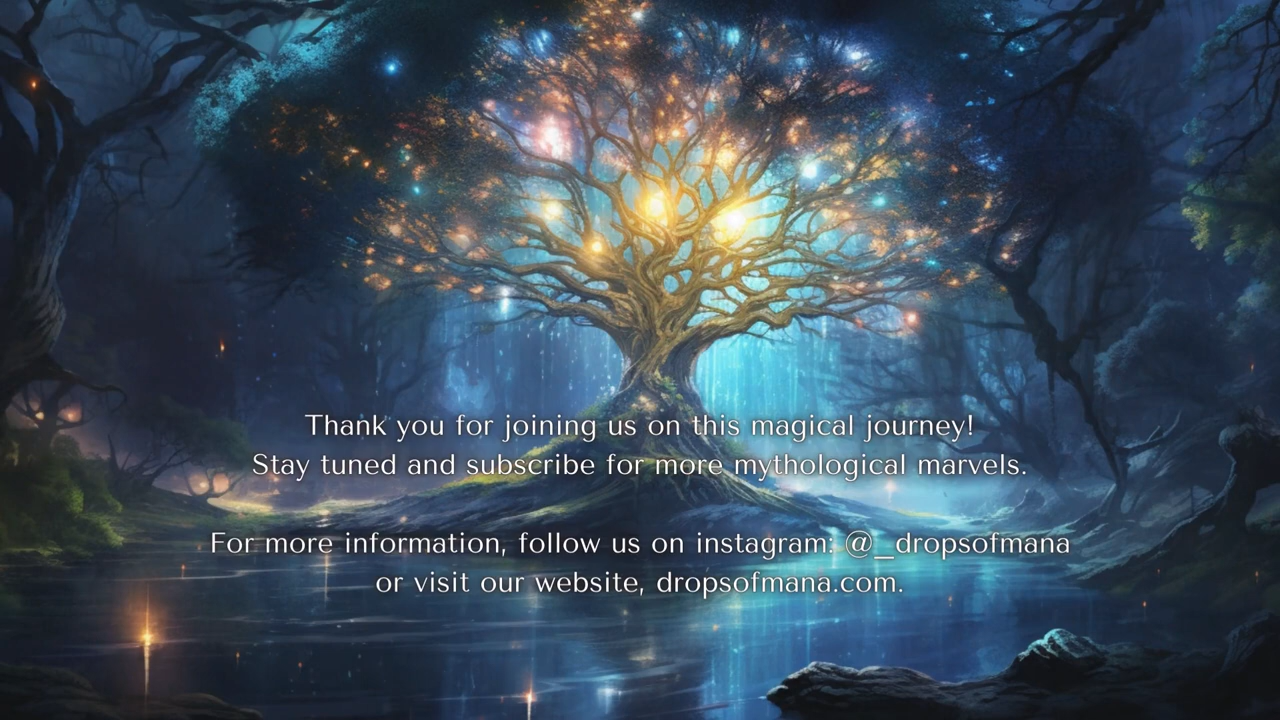 Thank you for joining us on this magical journey!
Stay tuned and subscribe for more mythological marvels.
For more information, follow us on instagram: @_dropsofmana
or visit our website, dropsofmana.com.